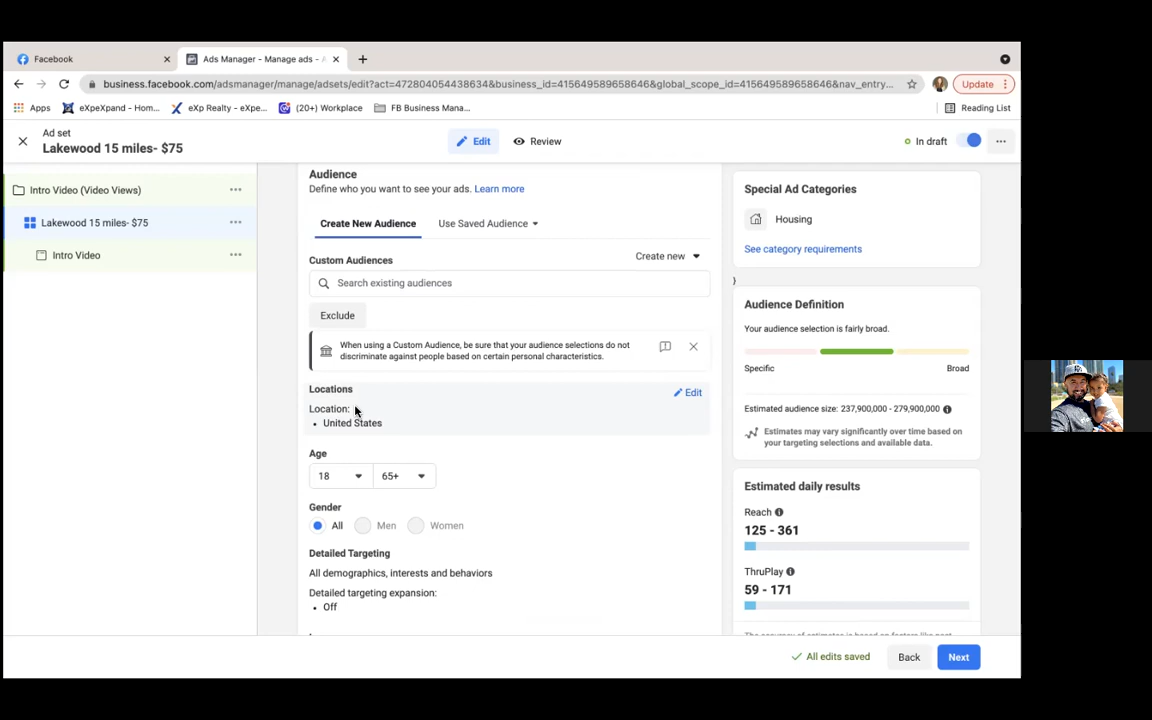 Facebook
Ads Manager - Manage ads -
business.facebook.com/adsmanager/manage/adsets/edit?act=472804054438634&business_id=415649589658646&global_scope_id=415649589658646&nav_entry...
Update
Apps
eXpeXpand - Hom...
eXp Realty - eXpe...
(20+) Workplace
FB Business Mana...
Reading List
Ad set
Lakewood 15 miles- $75
Edit
Review
In draft
Intro Video (Video Views)
Lakewood 15 miles- $75
Intro Video
Audience
Define who you want to see your ads. Learn more
Create New Audience
Use Saved Audience
Custom Audiences
Create new
Search existing audiences
Exclude
When using a Custom Audience, be sure that your audience selections do not
discriminate against people based on certain personal characteristics.
Locations
Edit
Location:
• United States
Age
18
65+
Gender
All
Men
Women
Detailed Targeting
All demographics, interests and behaviors
Detailed targeting expansion:
• Off
Special Ad Categories
Housing
See category requirements
}
Audience Definition
Your audience selection is fairly broad.
Specific
Broad
Estimated audience size: 237,900,000 - 279,900,000
Estimates may vary significantly over time based on
your targeting selections and available data.
Estimated daily results
Reach
125 - 361
ThruPlay
59 - 171
All edits saved
Back
Next